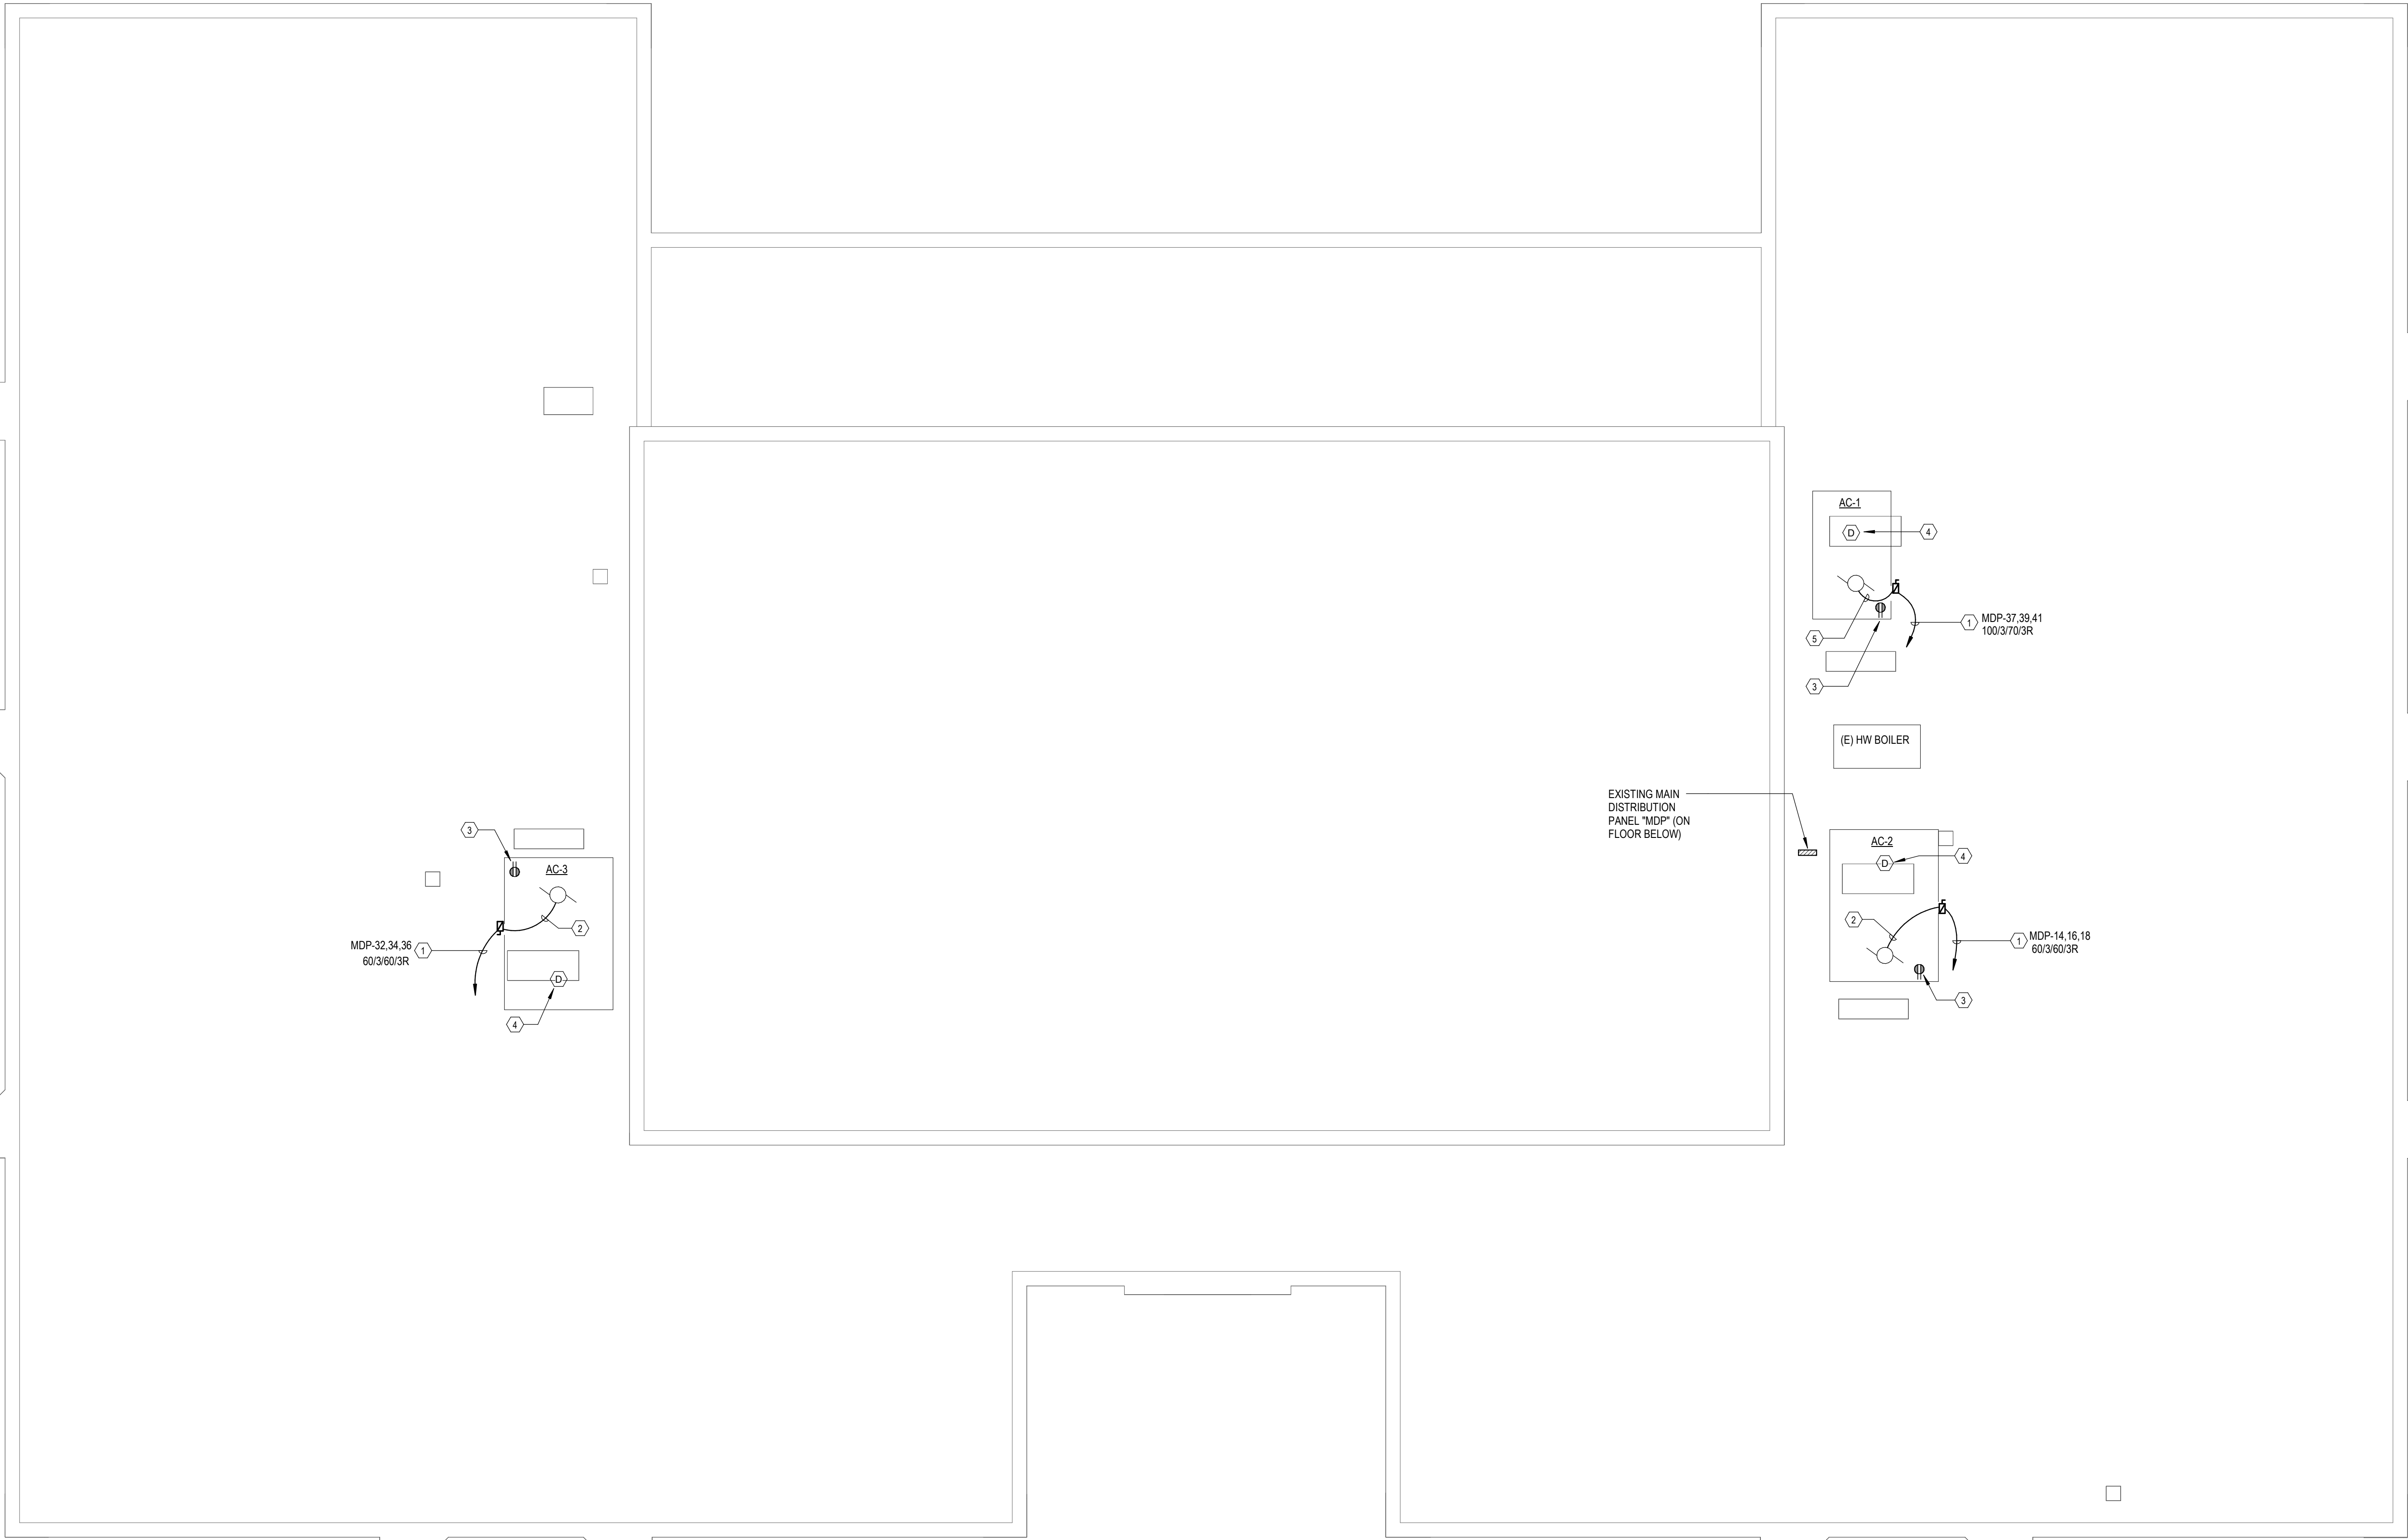 AC-1
D
4
1
MDP-37,39,41
100/3/70/3R
5
3
(E) HW BOILER
EXISTING MAIN
DISTRIBUTION
PANEL "MDP" (ON
FLOOR BELOW)
AC-2
D
4
2
1
MDP-14,16,18
60/3/60/3R
3
3
AC-3
2
MDP-32,34,36
60/3/60/3R
1
D
4